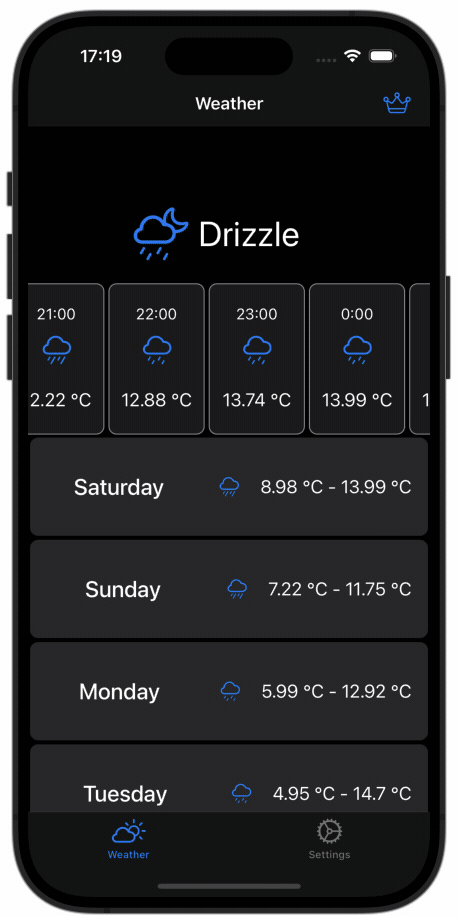 17:19
Weather
Drizzle
21:00 22:00 23:00 0:00
2.22 °C 12.88 °C 13.74 °C 13.99 °C 1
Saturday 8.98 °C - 13.99 °C
Sunday 7.22 °C - 11.75 °C
Monday 5.99 °C - 12.92 °C
Tuesday 4.95 °C - 14.7 °C
Weather Settings